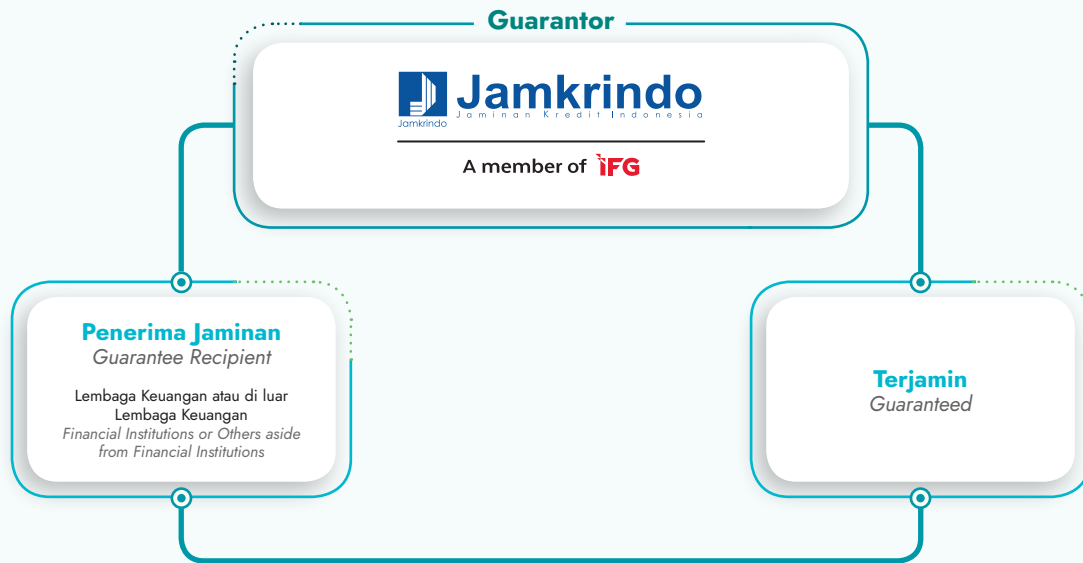 Guarantor
Jamkrindo
Jamkrindo
Jaminan Kredit Indonesia
A member of IFG
Penerima Jaminan
Guarantee Recipient
Lembaga Keuangan atau di luar
Lembaga Keuangan
Financial Institutions or Others aside
from Financial Institutions
Terjamin
Guaranteed